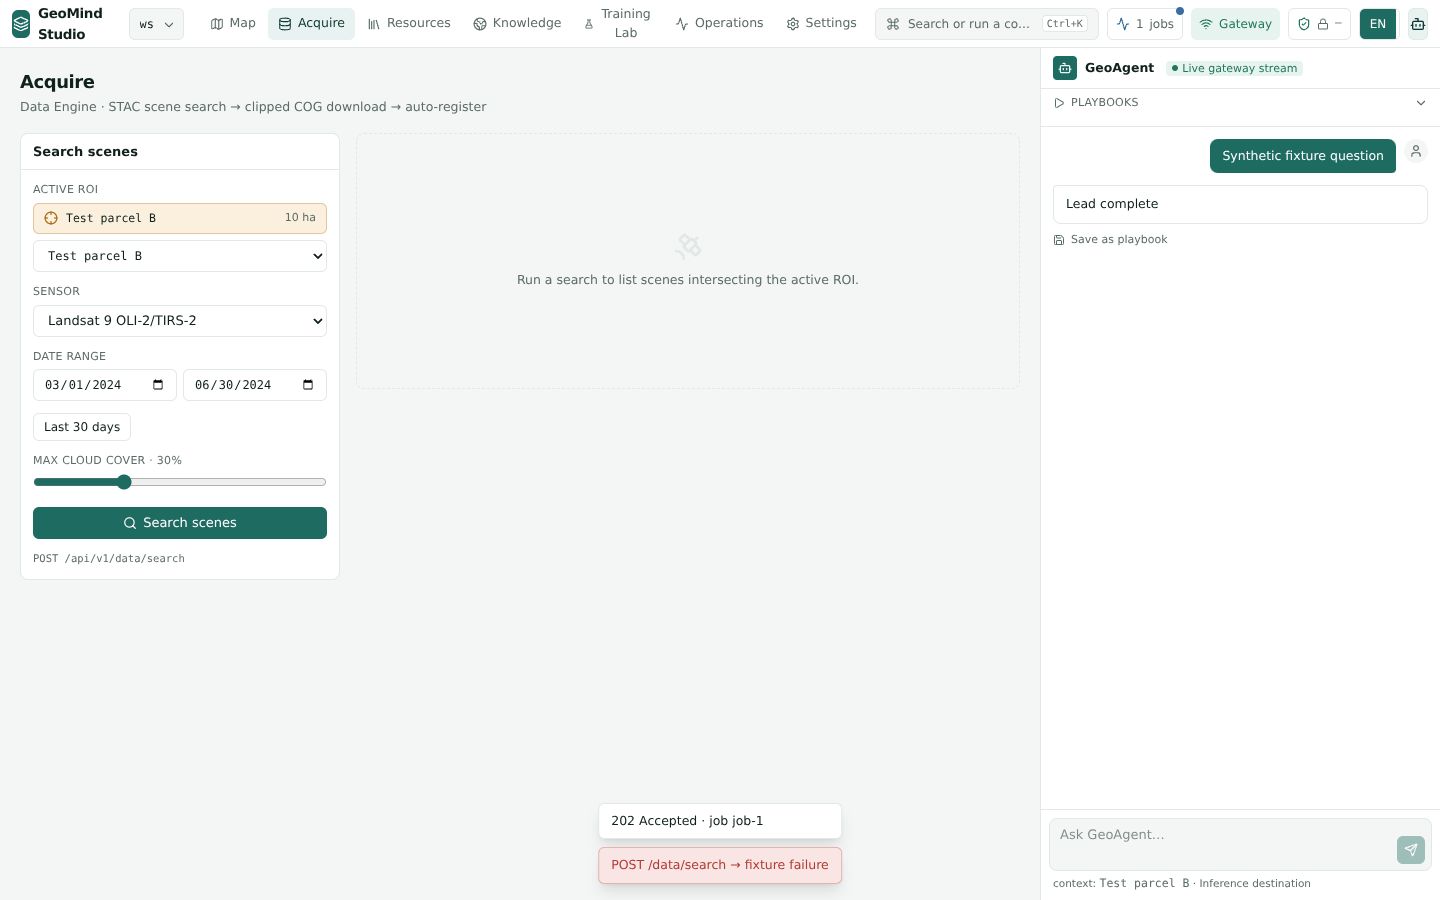 GeoMind Studio
ws
Map
Acquire
Resources
Knowledge
Training Lab
Operations
Settings
Search or run a co...
Ctrl+K
1 jobs
Gateway
–
EN
Acquire
Data Engine · STAC scene search → clipped COG download → auto-register
Search scenes
ACTIVE ROI
Test parcel B
10 ha
Test parcel B
SENSOR
Landsat 9 OLI-2/TIRS-2
DATE RANGE
03/01/2024
06/30/2024
Last 30 days
MAX CLOUD COVER · 30%
Search scenes
POST /api/v1/data/search
Run a search to list scenes intersecting the active ROI.
202 Accepted · job job-1
POST /data/search → fixture failure
GeoAgent
Live gateway stream
PLAYBOOKS
Synthetic fixture question
Lead complete
Save as playbook
Ask GeoAgent...
context: Test parcel B · Inference destination